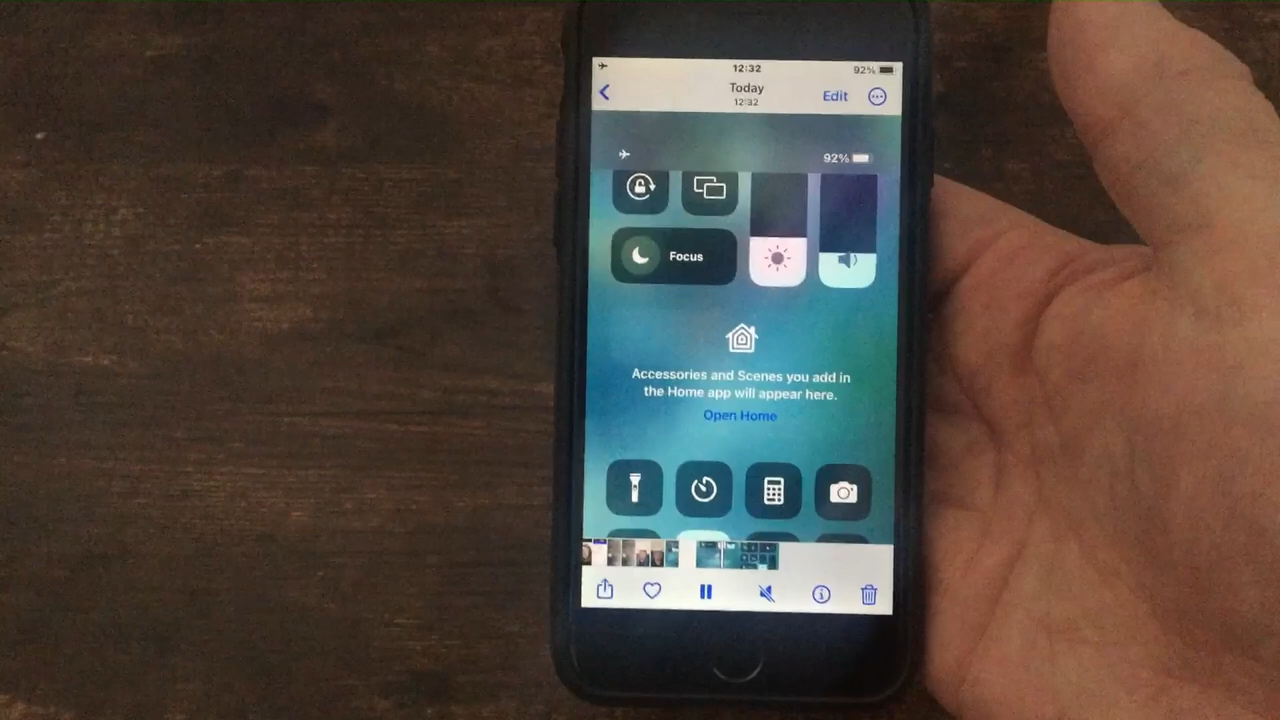 12:32
92%
Today
12:32
Edit
92%
Focus
Accessories and Scenes you add in
the Home app will appear here.
Open Home